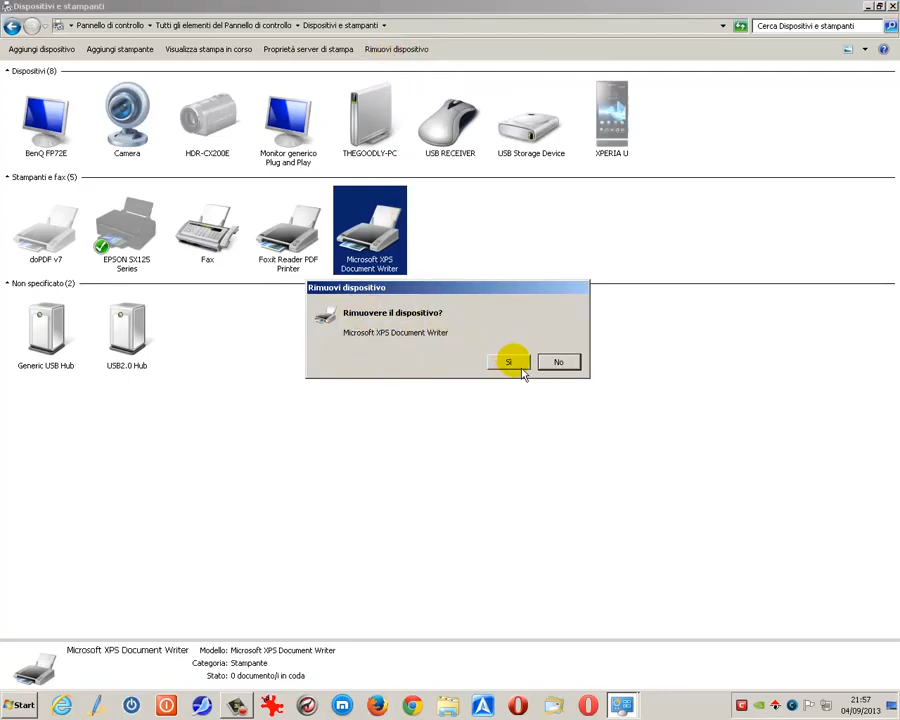 Dispositivi e stampanti
Pannello di controllo
Tutti gli elementi del Pannello di controllo
Dispositivi e stampanti
Cerca Dispositivi e stampanti
Aggiungi dispositivo
Aggiungi stampante
Visualizza stampa in corso
Proprietà server di stampa
Rimuovi dispositivo
Dispositivi (8)
BenQ FP72E
Camera
HDR-CX200E
Monitor generico
Plug and Play
THEGOODLY-PC
USB RECEIVER
USB Storage Device
XPERIA U
Stampanti e fax (5)
doPDF v7
EPSON SX125
Series
Fax
Foxit Reader PDF
Printer
Microsoft XPS
Document Writer
Non specificato (2)
Generic USB Hub
USB2.0 Hub
Rimuovi dispositivo
Rimuovere il dispositivo?
Microsoft XPS Document Writer
Sì
No
Microsoft XPS Document Writer
Modello: Microsoft XPS Document Writer
Categoria: Stampante
Stato: 0 documento/i in coda
Start
21:57
04/09/2013